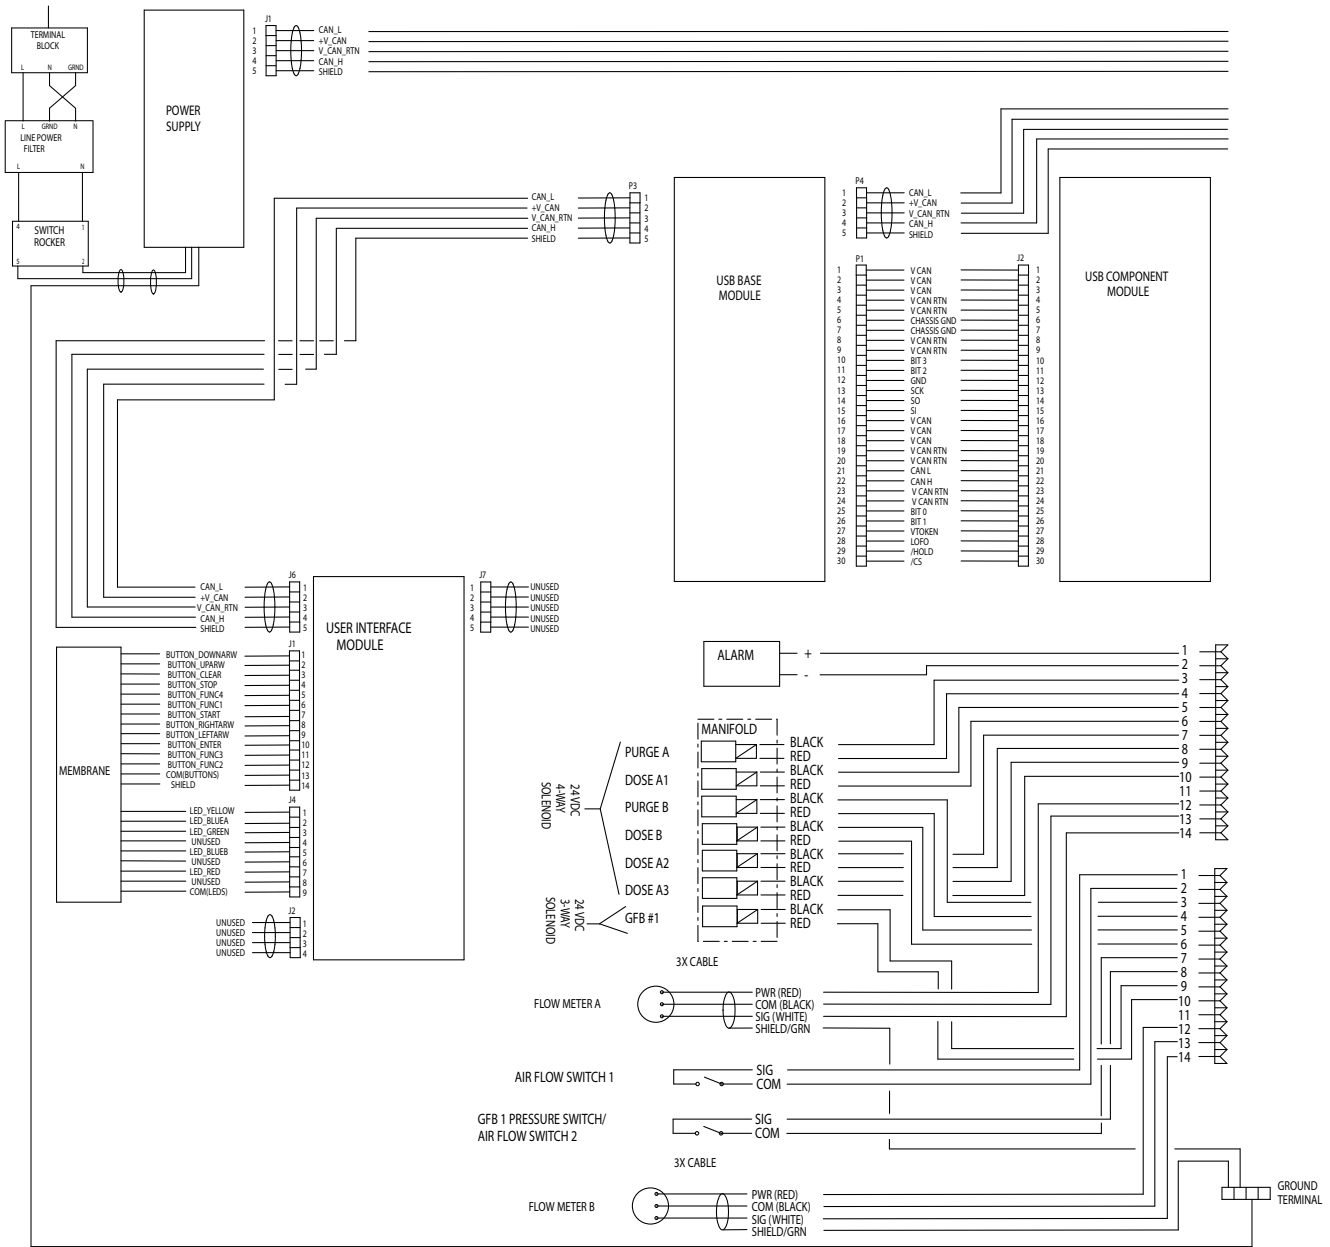 TERMINAL
BLOCK
L N GRND
L GRND N
LINE POWER
FILTER
L N
4 1
SWITCH
ROCKER
5 2
POWER
SUPPLY
J1
1 CAN_L
2 +V_CAN
3 V_CAN_RTN
4 CAN_H
5 SHIELD
P3
CAN_L 1
+V_CAN 2
V_CAN_RTN 3
CAN_H 4
SHIELD 5
USB BASE
MODULE
P4
1 CAN_L
2 +V_CAN
3 V_CAN_RTN
4 CAN_H
5 SHIELD
USB COMPONENT
MODULE
P1 J2
1 V CAN 1
2 V CAN 2
3 V CAN 3
4 V CAN RTN 4
5 V CAN RTN 5
6 CHASSIS GND 6
7 CHASSIS GND 7
8 V CAN RTN 8
9 V CAN RTN 9
10 BIT 3 10
11 BIT 2 11
12 GND 12
13 SCK 13
14 SO 14
15 SI 15
16 V CAN 16
17 V CAN 17
18 V CAN 18
19 V CAN RTN 19
20 V CAN RTN 20
21 CAN L 21
22 CAN H 22
23 V CAN RTN 23
24 V CAN RTN 24
25 BIT 0 25
26 BIT 1 26
27 VTOKEN 27
28 LOFO 28
29 /HOLD 29
30 /CS 30
J6
CAN_L 1
+V_CAN 2
V_CAN_RTN 3
CAN_H 4
SHIELD 5
USER INTERFACE
MODULE
J7
1 UNUSED
2 UNUSED
3 UNUSED
4 UNUSED
5 UNUSED
MEMBRANE
J1
BUTTON_DOWNARW 1
BUTTON_UPARW 2
BUTTON_CLEAR 3
BUTTON_STOP 4
BUTTON_FUNC4 5
BUTTON_FUNC1 6
BUTTON_START 7
BUTTON_RIGHTARW 8
BUTTON_LEFTARW 9
BUTTON_ENTER 10
BUTTON_FUNC3 11
BUTTON_FUNC2 12
COM(BUTTONS) 13
SHIELD 14
J4
LED_YELLOW 1
LED_BLUEA 2
LED_GREEN 3
UNUSED 4
LED_BLUEB 5
UNUSED 6
LED_RED 7
UNUSED 8
COM(LEDS) 9
J2
UNUSED 1
UNUSED 2
UNUSED 3
UNUSED 4
ALARM
+
-
1
2
3
4
5
6
7
8
9
10
11
12
13
14
MANIFOLD
24 VDC
4-WAY
SOLENOID
PURGE A
DOSE A1
PURGE B
DOSE B
DOSE A2
DOSE A3
24 VDC
3-WAY
SOLENOID
GFB #1
BLACK
RED
BLACK
RED
BLACK
RED
BLACK
RED
BLACK
RED
BLACK
RED
BLACK
RED
1
2
3
4
5
6
7
8
9
10
11
12
13
14
3X CABLE
FLOW METER A
PWR (RED)
COM (BLACK)
SIG (WHITE)
SHIELD/GRN
AIR FLOW SWITCH 1
SIG
COM
GFB 1 PRESSURE SWITCH/
AIR FLOW SWITCH 2
SIG
COM
3X CABLE
FLOW METER B
PWR (RED)
COM (BLACK)
SIG (WHITE)
SHIELD/GRN
GROUND
TERMINAL